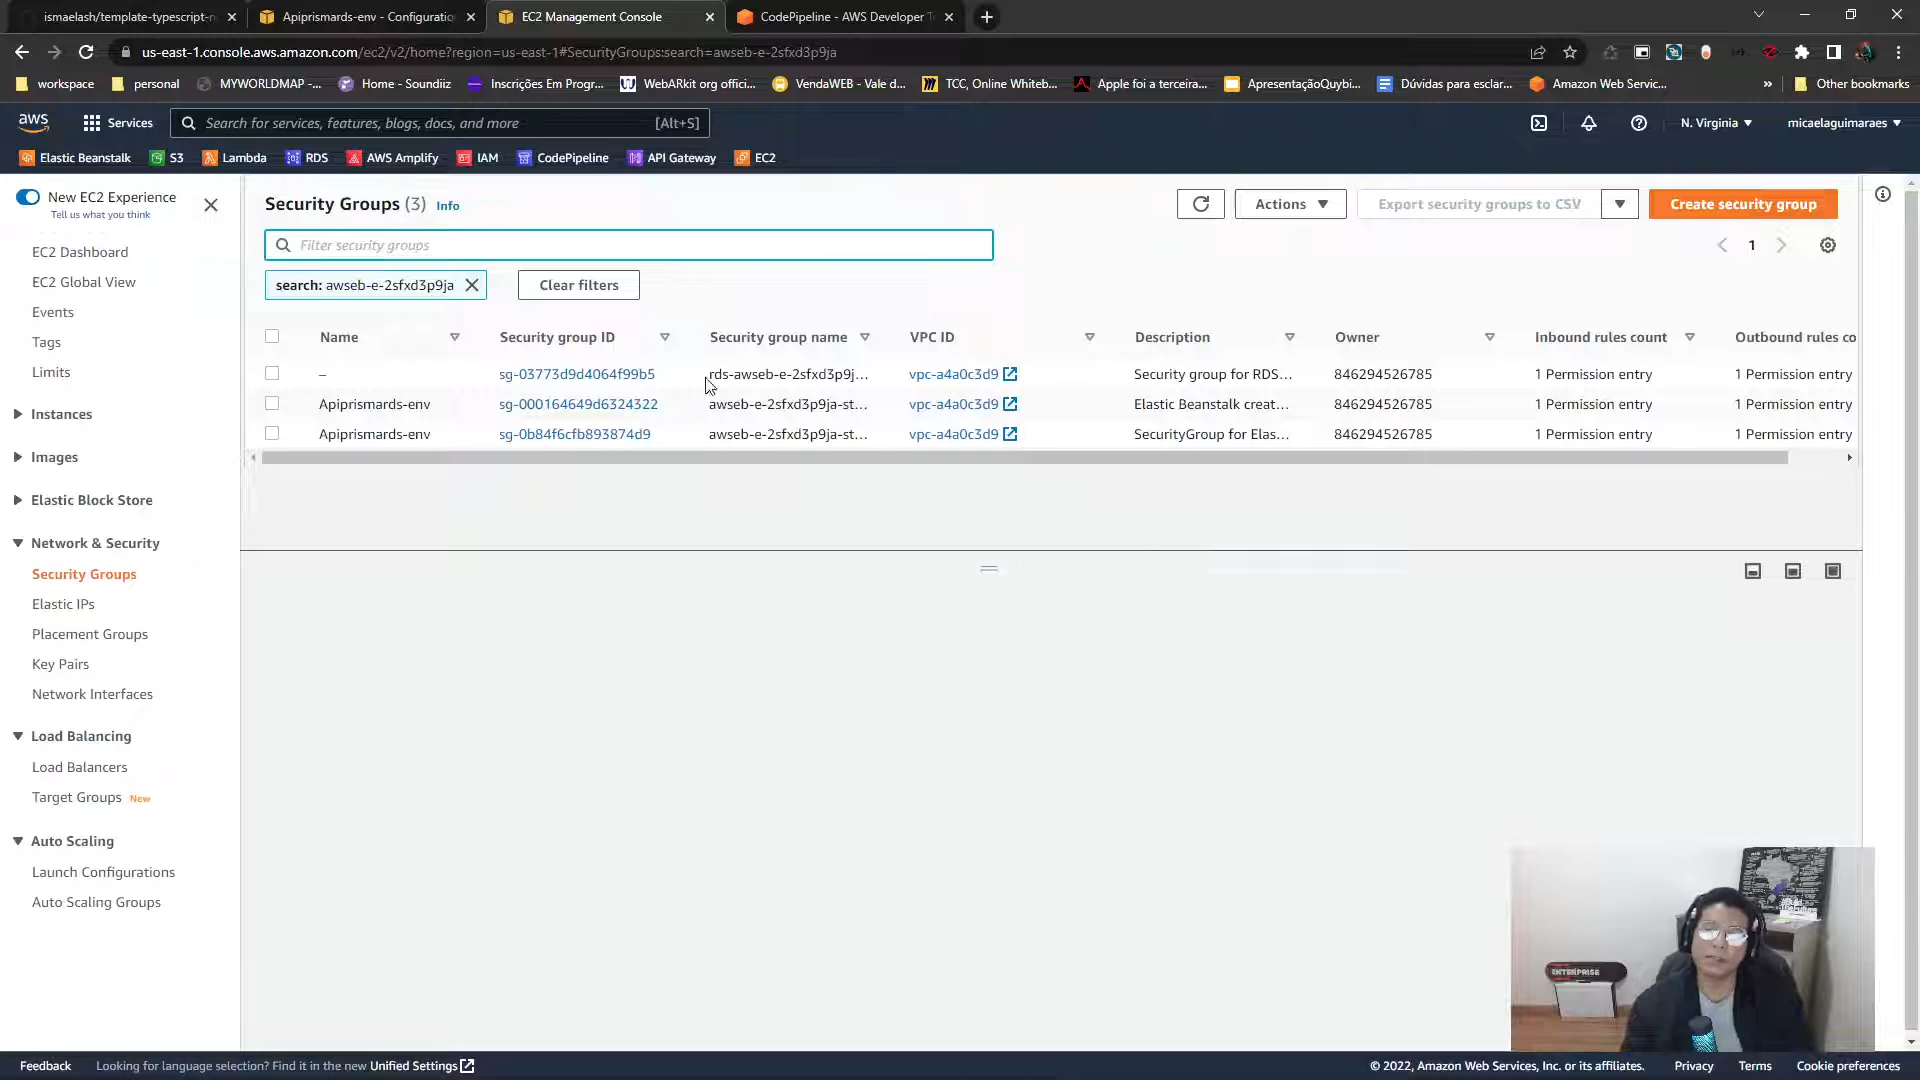 ismaelash/template-typescript-n
Apiprismards-env - Configuratio
EC2 Management Console
CodePipeline - AWS Developer T
us-east-1.console.aws.amazon.com/ec2/v2/home?region=us-east-1#SecurityGroups:search=awseb-e-2sfxd3p9ja
workspace
personal
MYWORLDMAP -...
Home - Soundiiz
Inscrições Em Progr...
WebARkit org offici...
VendaWEB - Vale d...
TCC, Online Whiteb...
Apple foi a terceira...
ApresentaçãoQuybi...
Dúvidas para esclar...
Amazon Web Servic...
»
Other bookmarks
aws
Services
Search for services, features, blogs, docs, and more
[Alt+S]
N. Virginia
micaelaguimaraes
Elastic Beanstalk
S3
Lambda
RDS
AWS Amplify
IAM
CodePipeline
API Gateway
EC2
New EC2 Experience
Tell us what you think
EC2 Dashboard
EC2 Global View
Events
Tags
Limits
Instances
Images
Elastic Block Store
Network & Security
Security Groups
Elastic IPs
Placement Groups
Key Pairs
Network Interfaces
Load Balancing
Load Balancers
Target Groups New
Auto Scaling
Launch Configurations
Auto Scaling Groups
Security Groups (3) Info
Actions
Export security groups to CSV
Create security group
Filter security groups
1
search: awseb-e-2sfxd3p9ja
Clear filters
Name Security group ID Security group name VPC ID Description Owner Inbound rules count Outbound rules co
– sg-03773d9d4064f99b5 rds-awseb-e-2sfxd3p9j... vpc-a4a0c3d9 Security group for RDS... 846294526785 1 Permission entry 1 Permission entry
Apiprismards-env sg-000164649d6324322 awseb-e-2sfxd3p9ja-st... vpc-a4a0c3d9 Elastic Beanstalk creat... 846294526785 1 Permission entry 1 Permission entry
Apiprismards-env sg-0b84f6cfb893874d9 awseb-e-2sfxd3p9ja-st... vpc-a4a0c3d9 SecurityGroup for Elas... 846294526785 1 Permission entry 1 Permission entry
ENTERPRISE
Feedback
Looking for language selection? Find it in the new Unified Settings
© 2022, Amazon Web Services, Inc. or its affiliates.
Privacy
Terms
Cookie preferences